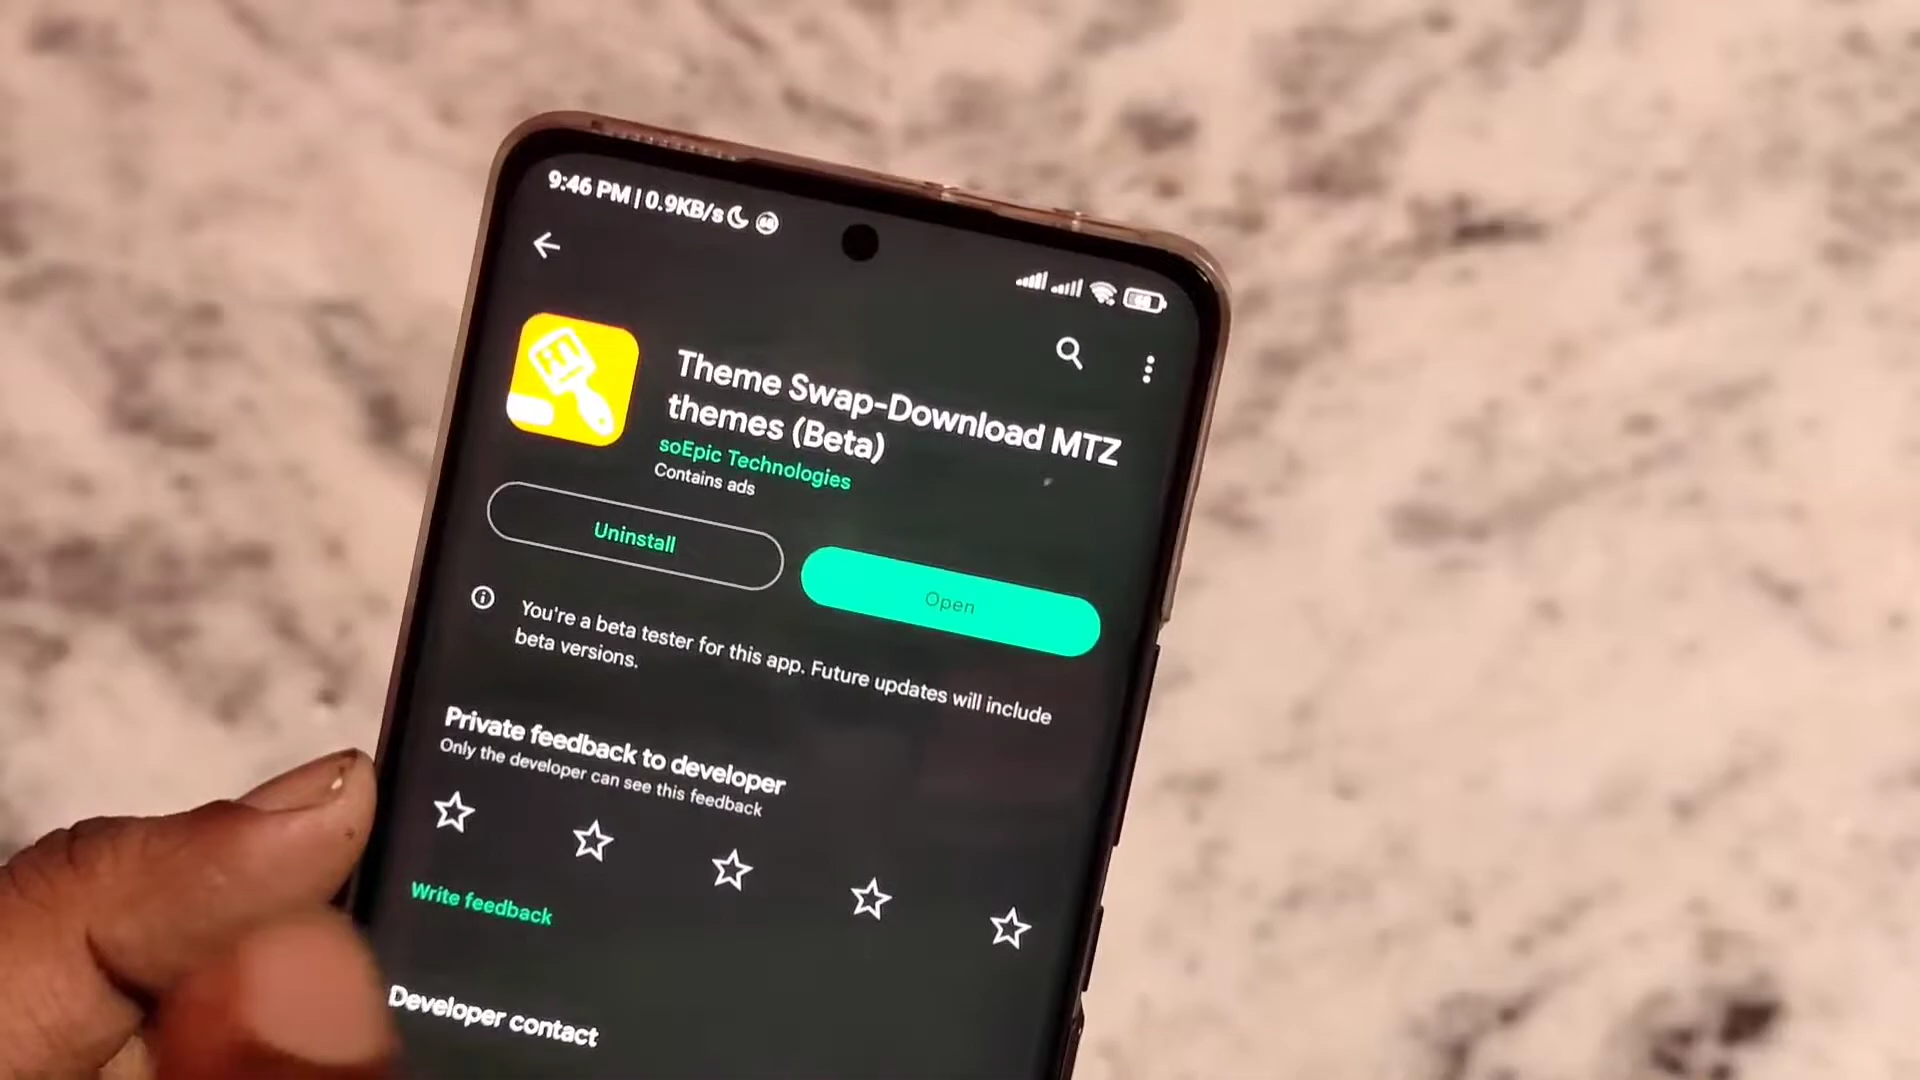 9:46 PM | 0.9KB/s
Theme Swap-Download MTZ
themes (Beta)
soEpic Technologies
Contains ads
Uninstall
Open
You're a beta tester for this app. Future updates will include
beta versions.
Private feedback to developer
Only the developer can see this feedback
Write feedback
Developer contact